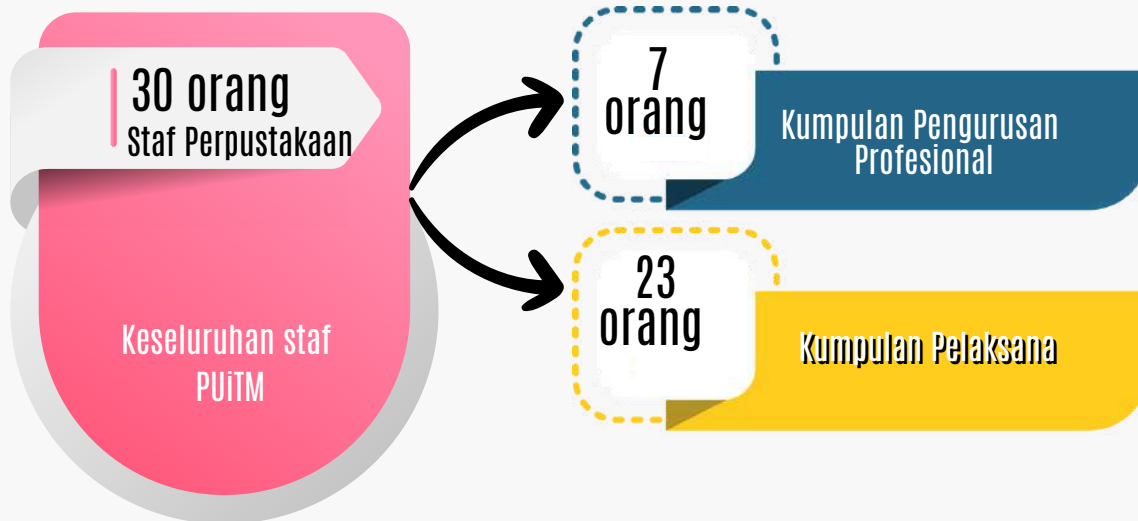 30 orang
Staf Perpustakaan
Keseluruhan staf
PUiTM
7
orang
Kumpulan Pengurusan
Profesional
23
orang
Kumpulan Pelaksana